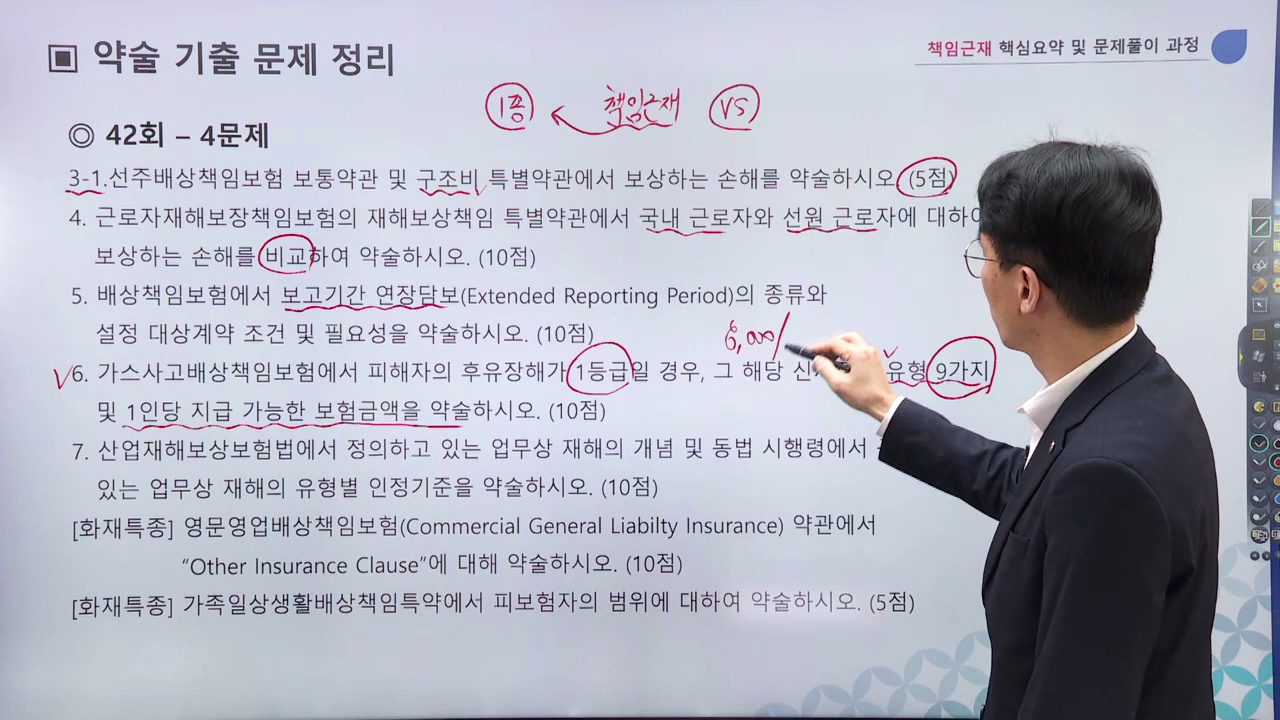 약술 기출 문제 정리
책임근재 핵심요약 및 문제풀이 과정
1종 책임근재 VS
◎ 42회 – 4문제
3-1.선주배상책임보험 보통약관 및 구조비 특별약관에서 보상하는 손해를 약술하시오. (5점)
4. 근로자재해보장책임보험의 재해보상책임 특별약관에서 국내 근로자와 선원 근로자에 대하여
보상하는 손해를 비교하여 약술하시오. (10점)
5. 배상책임보험에서 보고기간 연장담보(Extended Reporting Period)의 종류와
설정 대상계약 조건 및 필요성을 약술하시오. (10점)
6. 가스사고배상책임보험에서 피해자의 후유장해가 1등급일 경우, 그 해당 유형 9가지
및 1인당 지급 가능한 보험금액을 약술하시오. (10점)
7. 산업재해보상보험법에서 정의하고 있는 업무상 재해의 개념 및 동법 시행령에서
있는 업무상 재해의 유형별 인정기준을 약술하시오. (10점)
[화재특종] 영문영업배상책임보험(Commercial General Liabilty Insurance) 약관에서
“Other Insurance Clause”에 대해 약술하시오. (10점)
[화재특종] 가족일상생활배상책임특약에서 피보험자의 범위에 대하여 약술하시오. (5점)